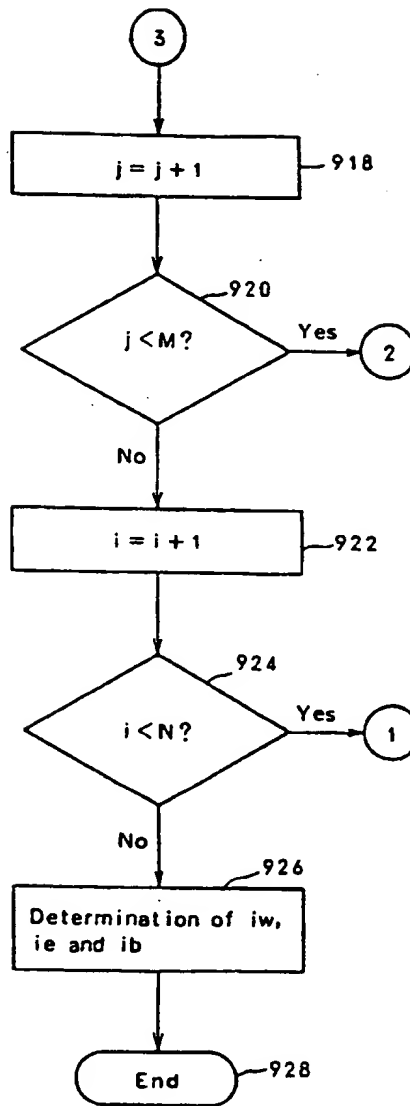 3
j = j + 1
918
920
j < M?
Yes
2
No
i = i + 1
922
924
i < N?
Yes
1
No
926
Determination of iw,
ie and ib
End
928